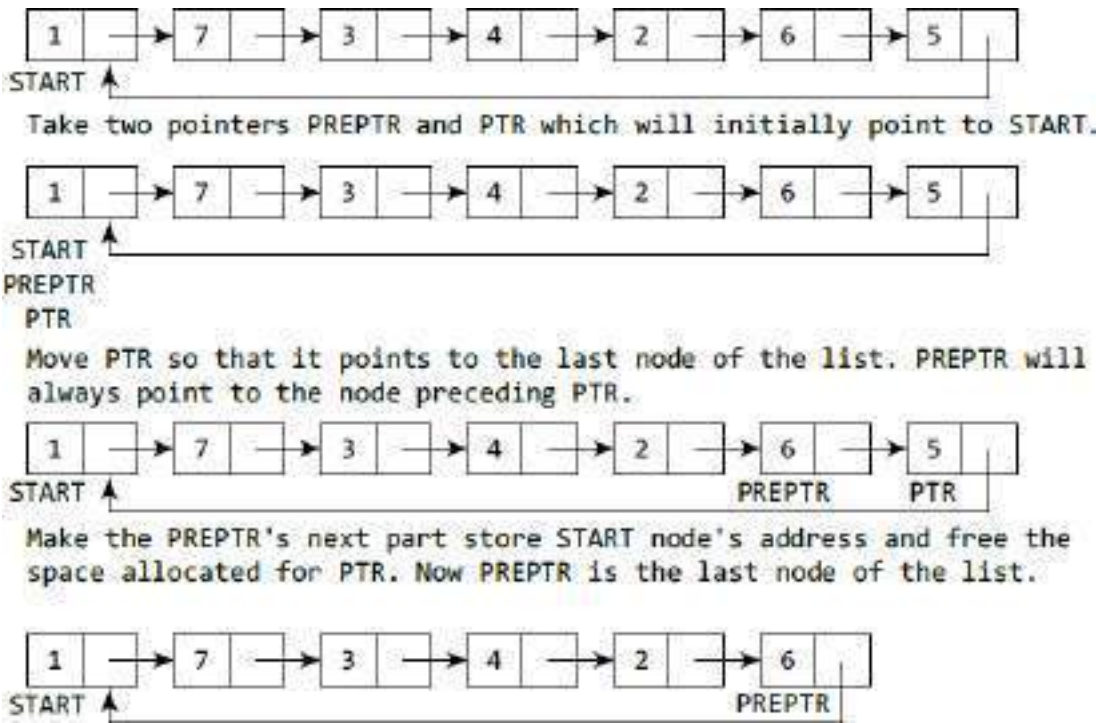 1 7 3 4 2 6 5
START
Take two pointers PREPTR and PTR which will initially point to START.
1 7 3 4 2 6 5
START
PREPTR
PTR
Move PTR so that it points to the last node of the list. PREPTR will
always point to the node preceding PTR.
1 7 3 4 2 6 5
START PREPTR PTR
Make the PREPTR's next part store START node's address and free the
space allocated for PTR. Now PREPTR is the last node of the list.
1 7 3 4 2 6
START PREPTR